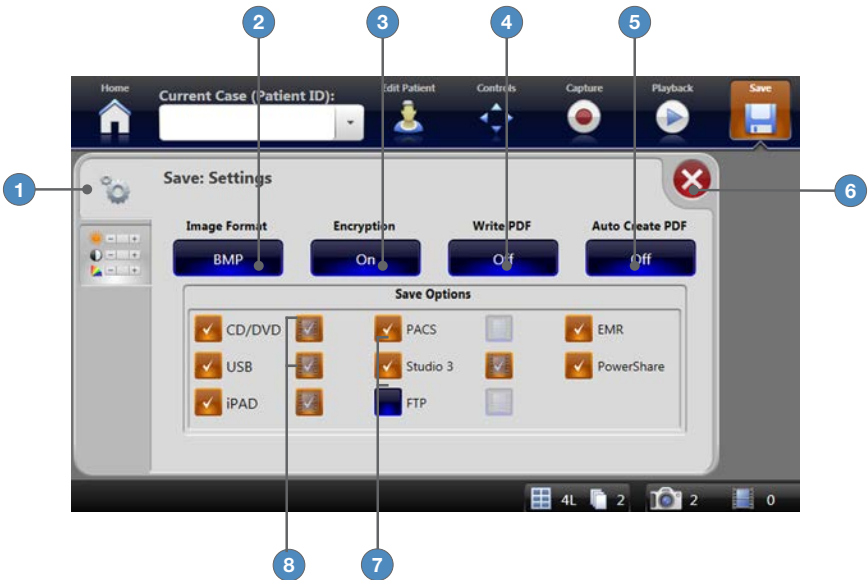 2 3 4 5
Home Edit Patient Controls Capture Playback Save
Current Case (Patient ID):
1 Save: Settings 6
Image Format Encryption Write PDF Auto Create PDF
BMP On Off Off
Save Options
CD/DVD PACS EMR
USB Studio 3 PowerShare
iPAD FTP
4L 2 2 0
8 7